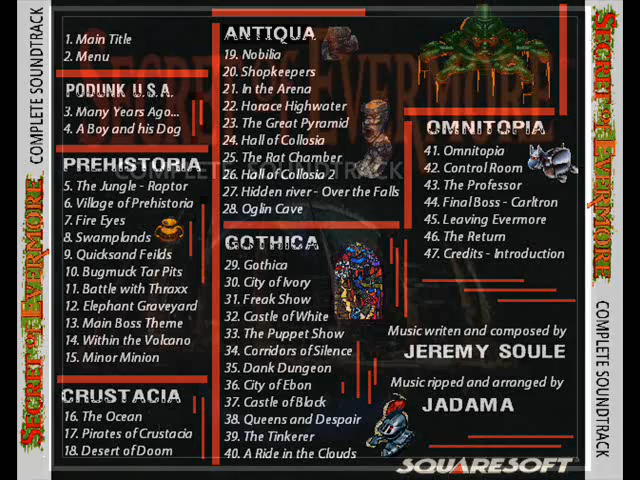 SECRET OF EVERMORE COMPLETE SOUNDTRACK
1. Main Title
2. Menu
PODUNK U.S.A.
3. Many Years Ago...
4. A Boy and his Dog
PREHISTORIA
5. The Jungle - Raptor
6. Village of Prehistoria
7. Fire Eyes
8. Swamplands
9. Quicksand Feilds
10. Bugmuck Tar Pits
11. Battle with Thraxx
12. Elephant Graveyard
13. Main Boss Theme
14. Within the Volcano
15. Minor Minion
CRUSTACIA
16. The Ocean
17. Pirates of Crustacia
18. Desert of Doom
ANTIQUA
19. Nobilia
20. Shopkeepers
21. In the Arena
22. Horace Highwater
23. The Great Pyramid
24. Hall of Collosia
25. The Rat Chamber
26. Hall of Collosia 2
27. Hidden river - Over the Falls
28. Oglin Cave
GOTHICA
29. Gothica
30. City of Ivory
31. Freak Show
32. Castle of White
33. The Puppet Show
34. Corridors of Silence
35. Dank Dungeon
36. City of Ebon
37. Castle of Black
38. Queens and Despair
39. The Tinkerer
40. A Ride in the Clouds
OMNITOPIA
41. Omnitopia
42. Control Room
43. The Professor
44. Final Boss - Carltron
45. Leaving Evermore
46. The Return
47. Credits - Introduction
Music writen and composed by
JEREMY SOULE
Music ripped and arranged by
JADAMA
SQUARESOFT
SECRET OF EVERMORE COMPLETE SOUNDTRACK
SECRET OF EVERMORE
COMPLETE SOUNDTRACK